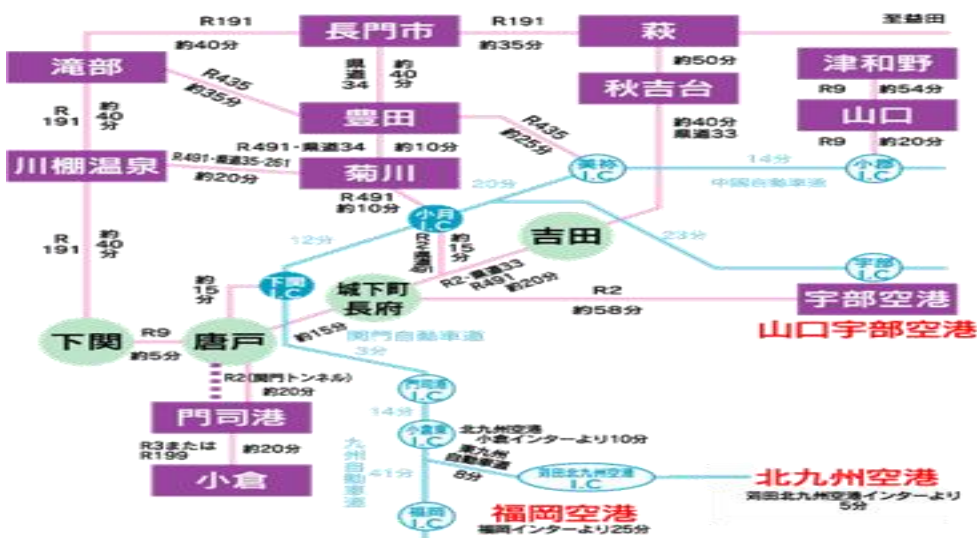 R191
長門市
R191
萩
至益田
約40分
約35分
滝部
県道34
約40分
約50分
津和野
R435
約35分
秋吉台
R9
約54分
R191
約40分
豊田
R435
約25分
約40分
県道33
山口
R491・県道34
約10分
R9
約20分
川棚温泉
R491・県道35・261
約20分
菊川
美祢I.C
14分
小郡I.C
20分
中国自動車道
R491
約10分
小月I.C
R191
約40分
12分
約15分
吉田
23分
宇部I.C
約15分
下関I.C
城下町
長府
R2・県道33
R491
約20分
R2
約58分
宇部空港
山口宇部空港
下関
R9
約5分
唐戸
約15分
関門自動車道
3分
R2(関門トンネル)
約20分
門司港I.C
門司港
14分
小倉東I.C
北九州空港
小倉インターより10分
R3または
R199
約20分
九州自動車道
東九州
自動車道
8分
41分
小倉
苅田北九州空港
I.C
北九州空港
苅田北九州空港インターより
5分
福岡I.C
福岡空港
福岡インターより25分